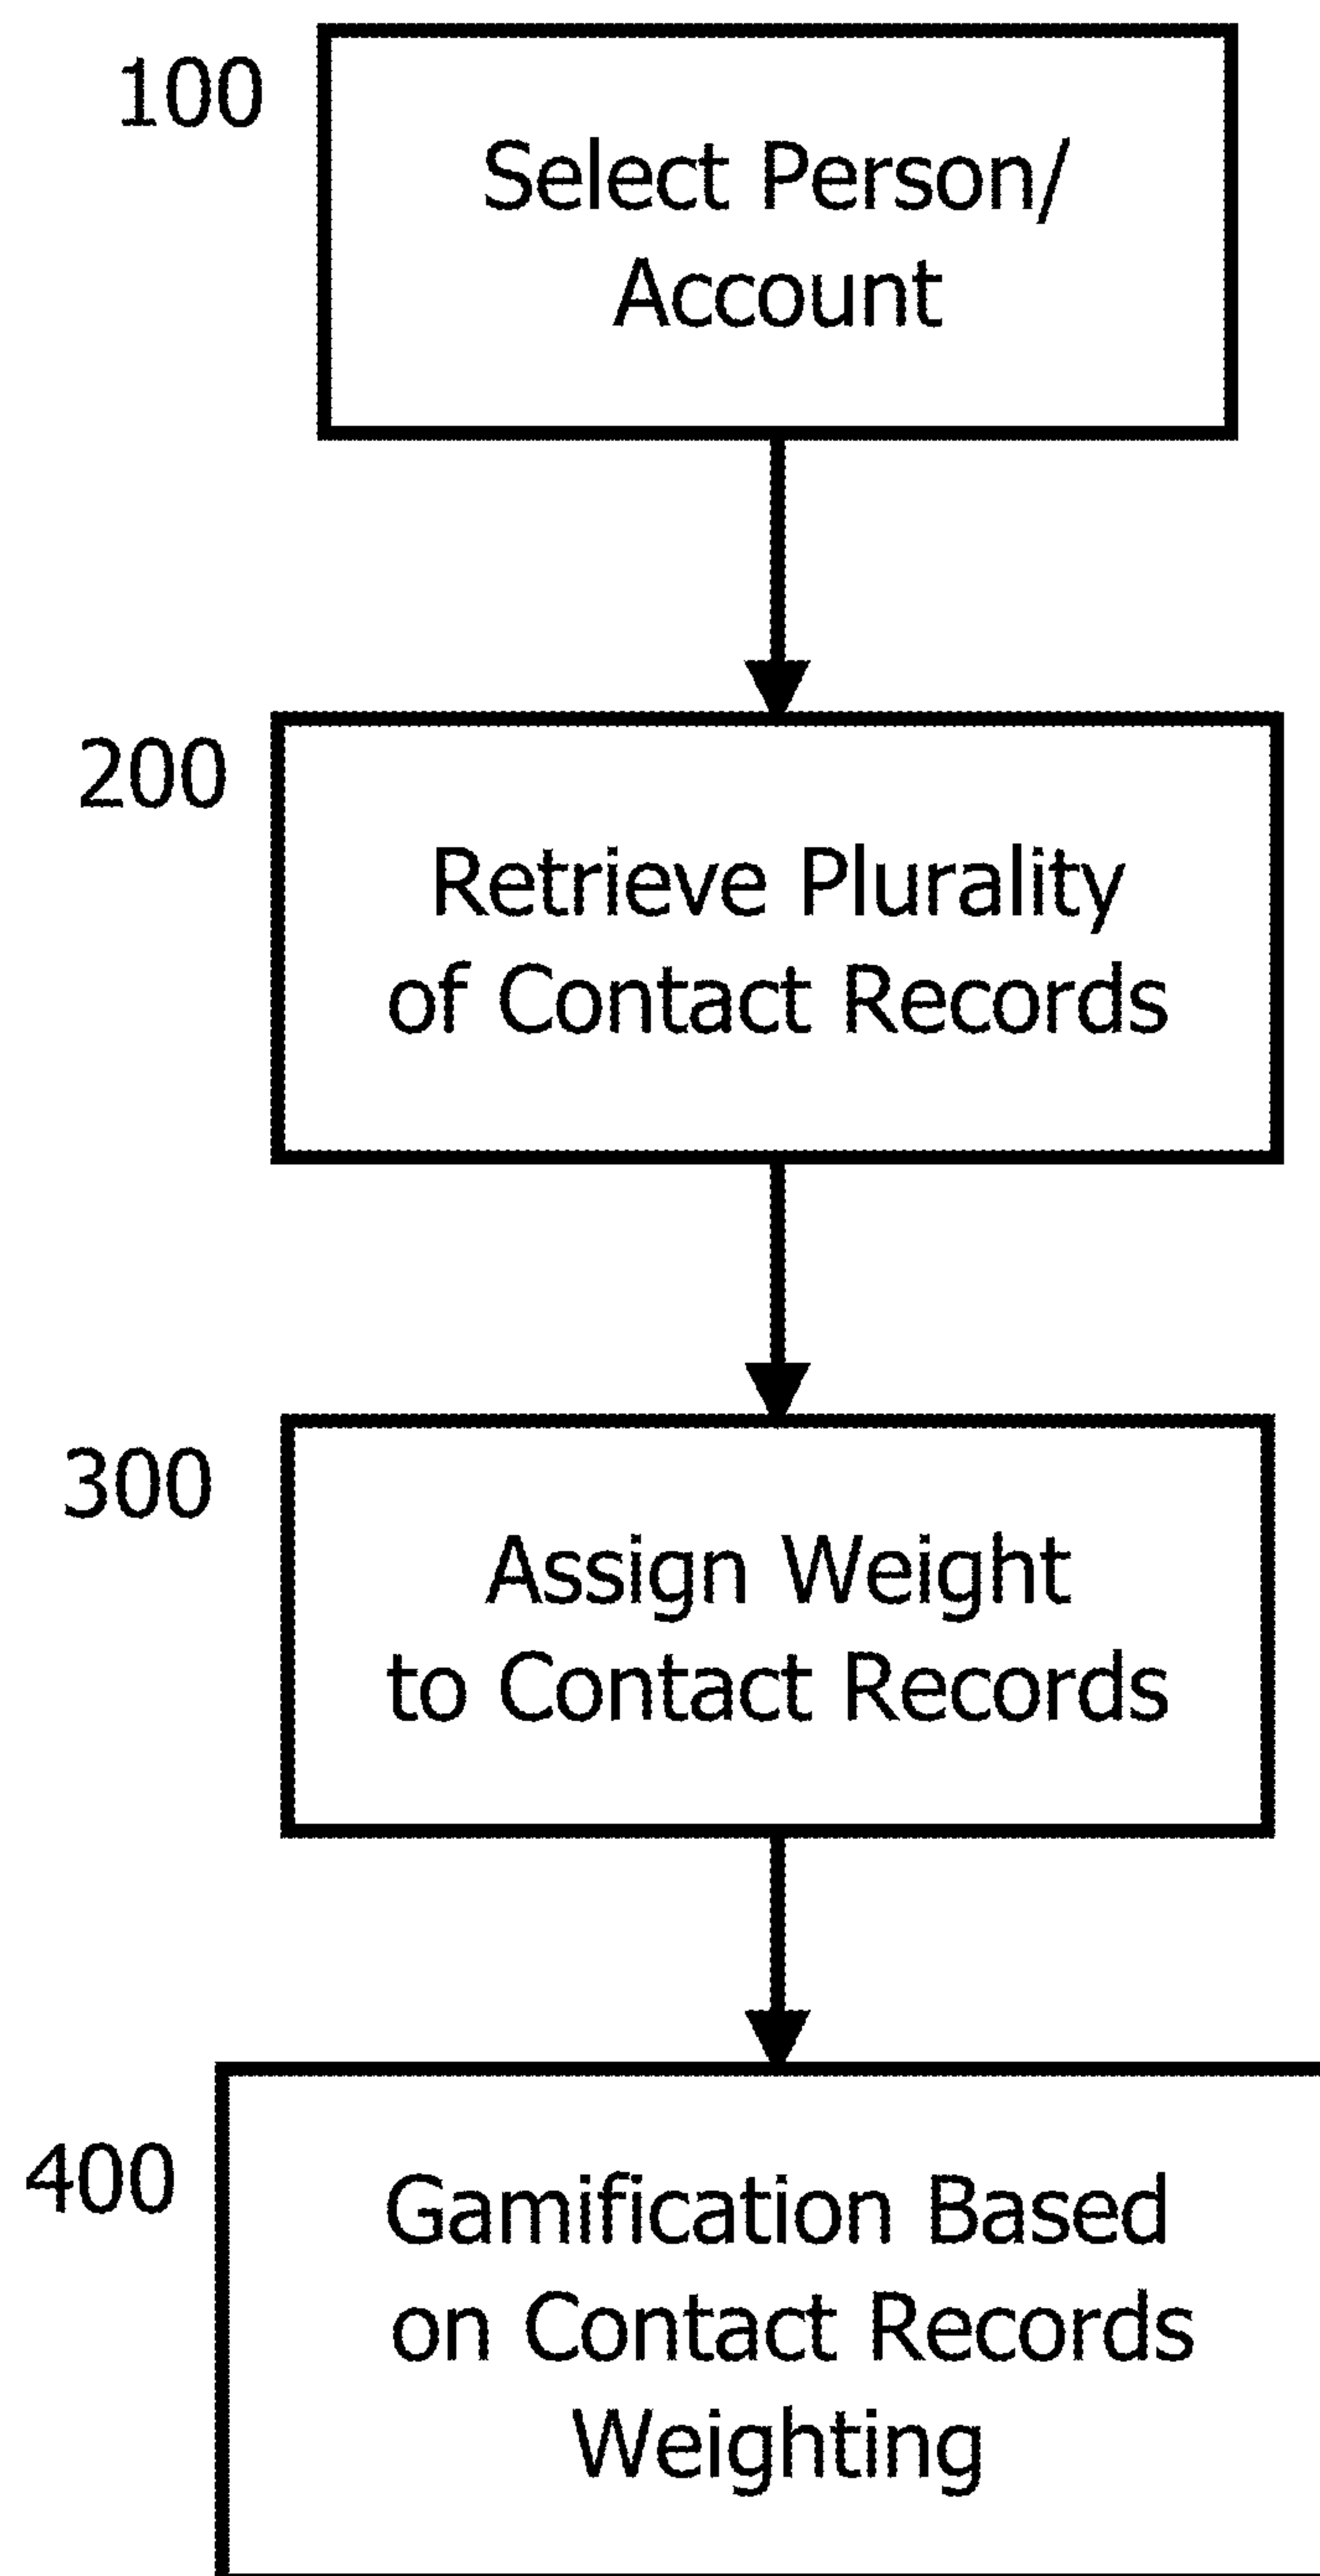 100
Select Person/
Account
200
Retrieve Plurality
of Contact Records
300
Assign Weight
to Contact Records
400
Gamification Based
on Contact Records
Weighting